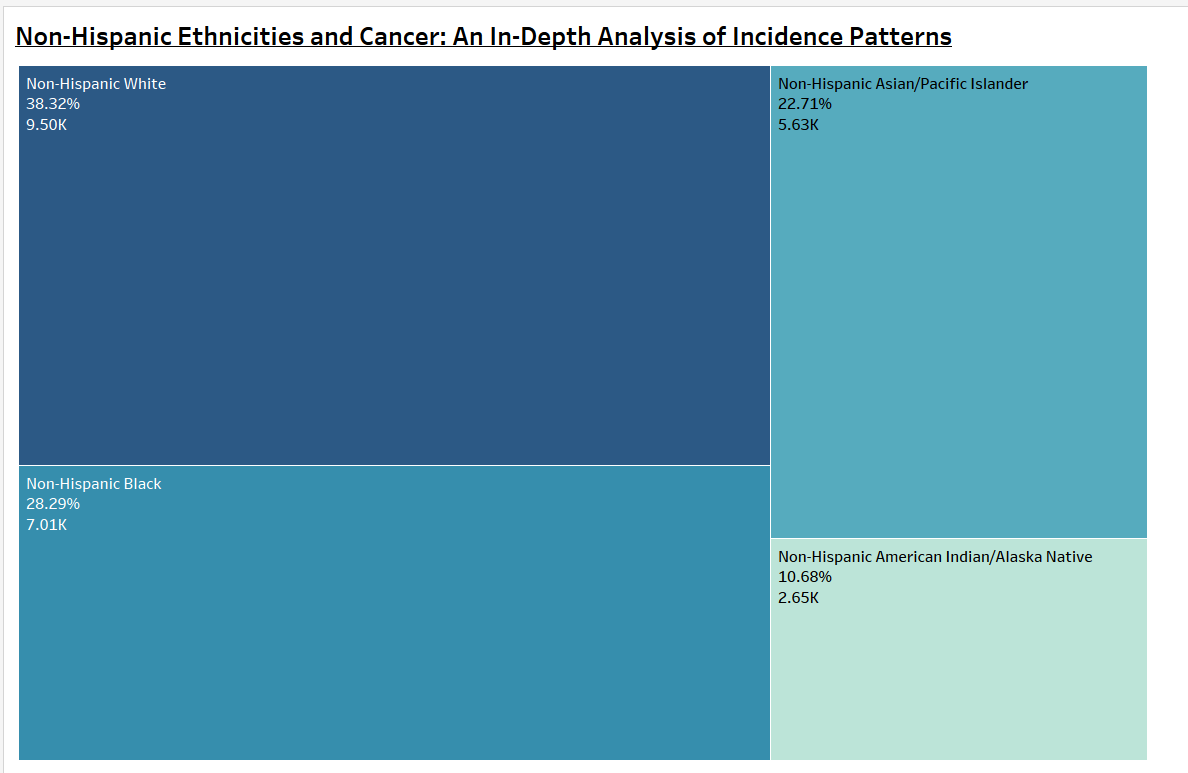 Non-Hispanic Ethnicities and Cancer: An In-Depth Analysis of Incidence Patterns
Non-Hispanic White
38.32%
9.50K
Non-Hispanic Black
28.29%
7.01K
Non-Hispanic Asian/Pacific Islander
22.71%
5.63K
Non-Hispanic American Indian/Alaska Native
10.68%
2.65K